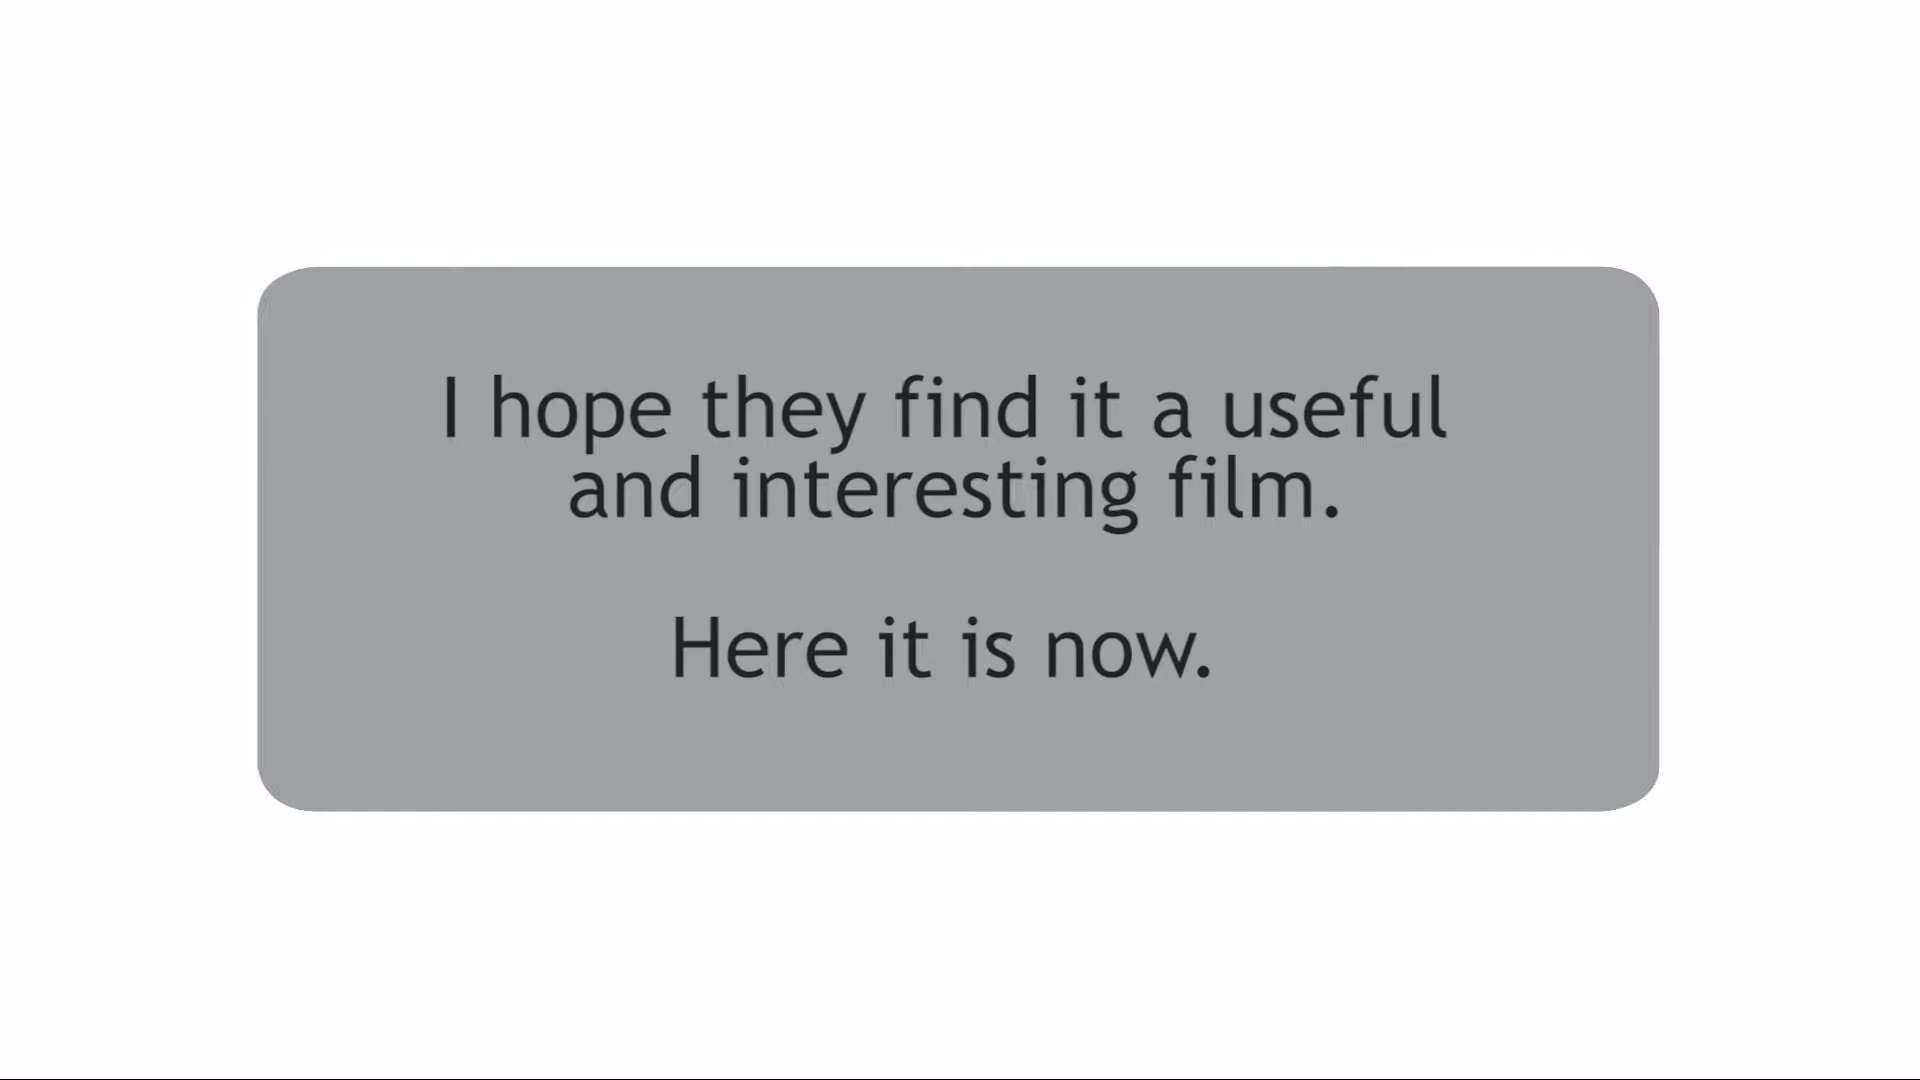 I hope they find it a useful
and interesting film.
Here it is now.